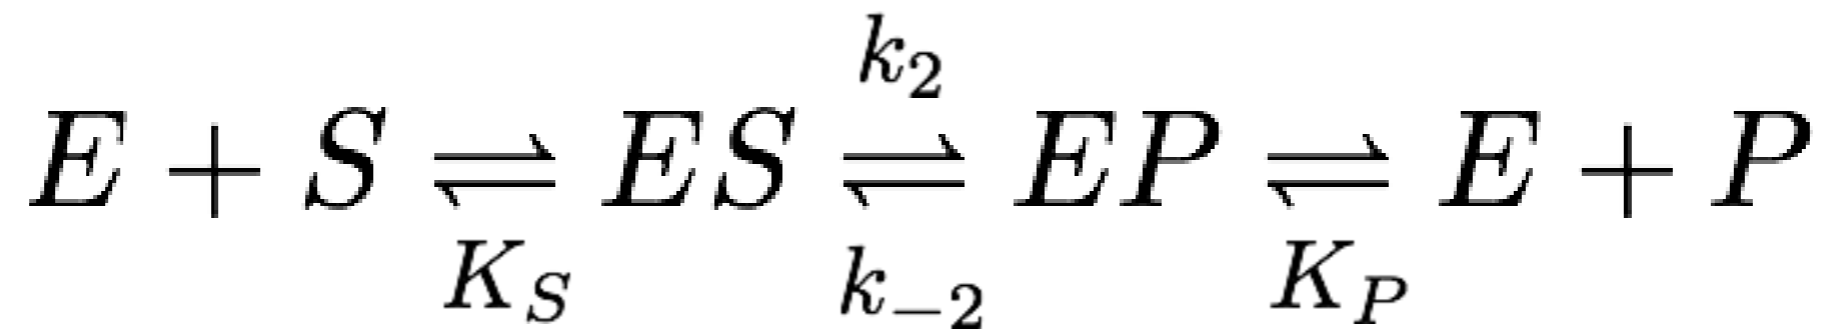 k₂
E + S ⇌ ES ⇌ EP ⇌ E + P
K_S k₋₂ K_P